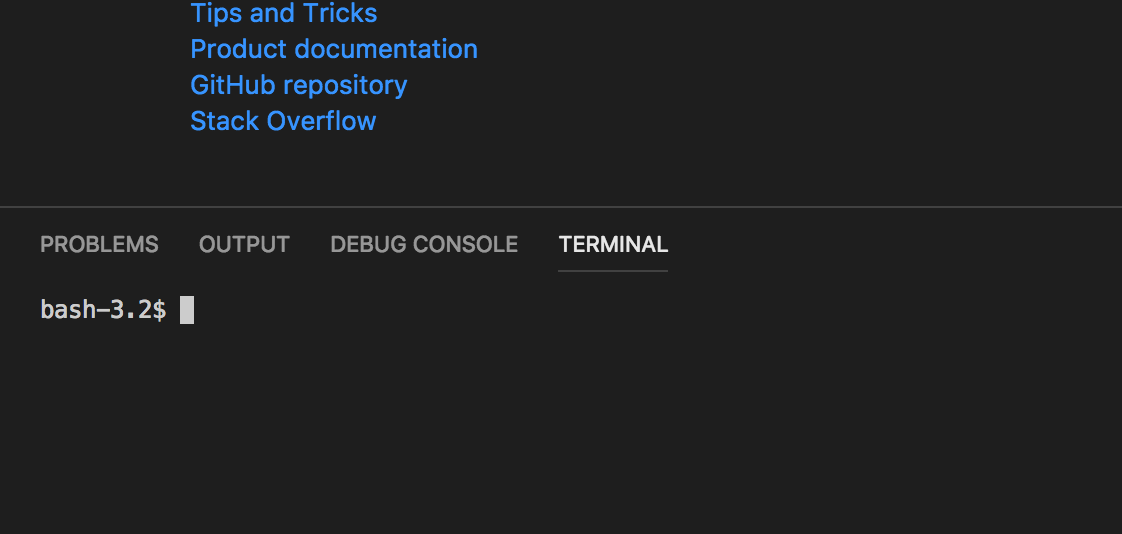 Tips and Tricks
Product documentation
GitHub repository
Stack Overflow
PROBLEMS OUTPUT DEBUG CONSOLE TERMINAL
bash-3.2$